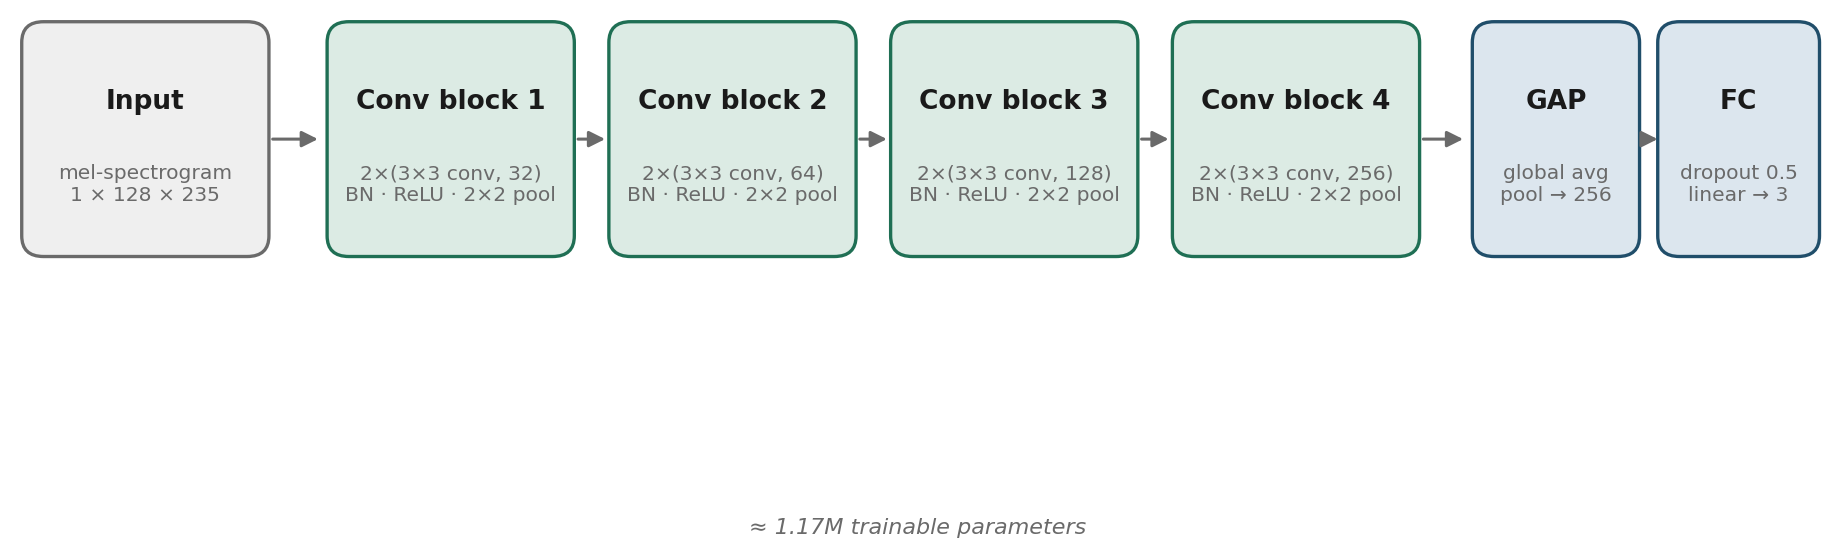 Input
mel-spectrogram
1 × 128 × 235
Conv block 1
2×(3×3 conv, 32)
BN · ReLU · 2×2 pool
Conv block 2
2×(3×3 conv, 64)
BN · ReLU · 2×2 pool
Conv block 3
2×(3×3 conv, 128)
BN · ReLU · 2×2 pool
Conv block 4
2×(3×3 conv, 256)
BN · ReLU · 2×2 pool
GAP
global avg
pool → 256
FC
dropout 0.5
linear → 3
≈ 1.17M trainable parameters